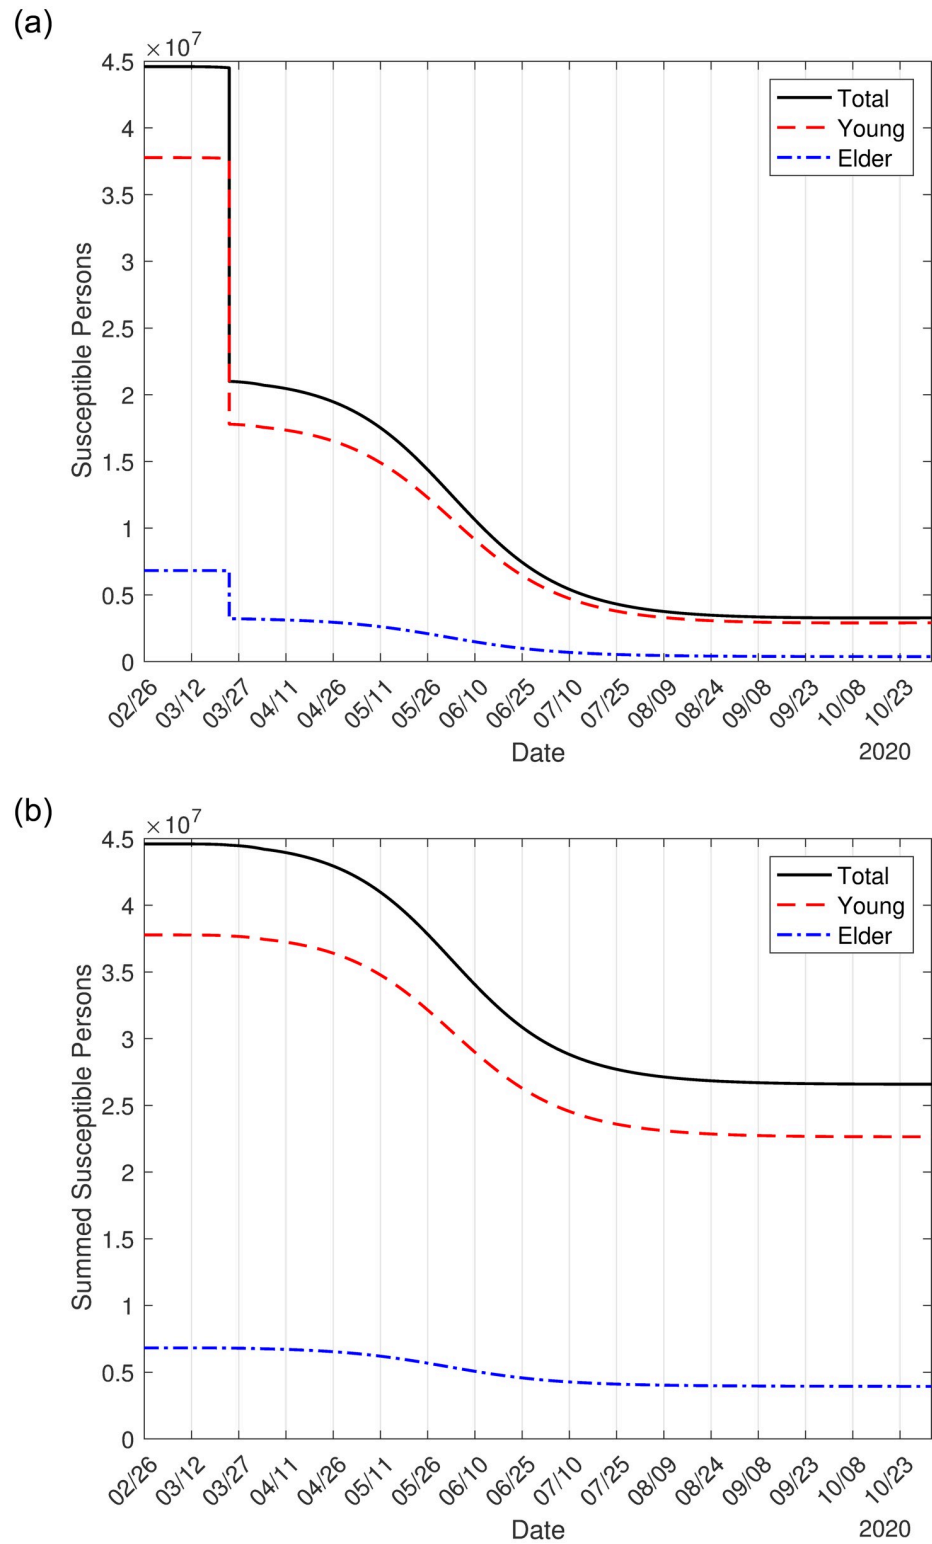 (a)
×10⁷
4.5
4
3.5
3
2.5
2
1.5
1
0.5
0
Susceptible Persons
Total
Young
Elder
02/26 03/12 03/27 04/11 04/26 05/11 05/26 06/10 06/25 07/10 07/25 08/09 08/24 09/08 09/23 10/08 10/23
Date
2020
(b)
×10⁷
4.5
4
3.5
3
2.5
2
1.5
1
0.5
0
Summed Susceptible Persons
Total
Young
Elder
02/26 03/12 03/27 04/11 04/26 05/11 05/26 06/10 06/25 07/10 07/25 08/09 08/24 09/08 09/23 10/08 10/23
Date
2020